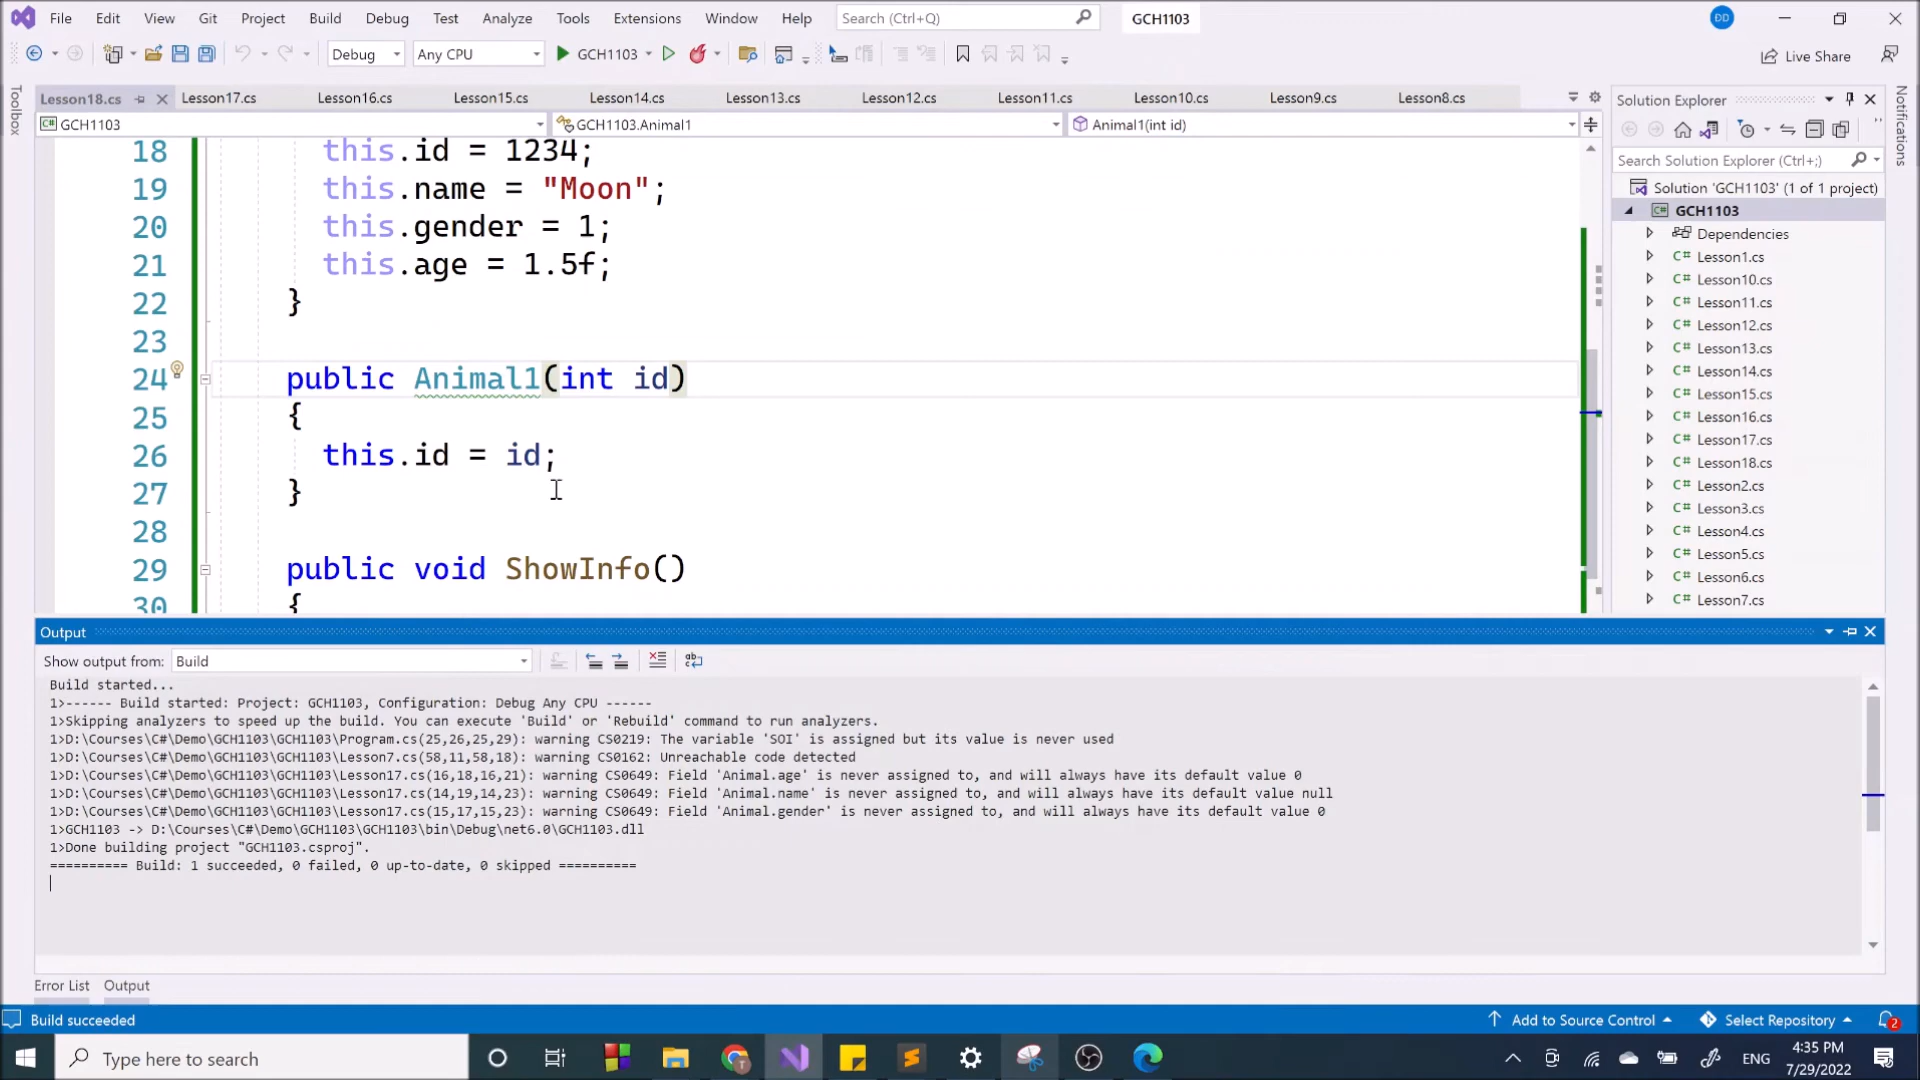 File Edit View Git Project Build Debug Test Analyze Tools Extensions Window Help Search (Ctrl+Q) GCH1103 ĐD
Debug Any CPU GCH1103 Live Share
Lesson18.cs Lesson17.cs Lesson16.cs Lesson15.cs Lesson14.cs Lesson13.cs Lesson12.cs Lesson11.cs Lesson10.cs Lesson9.cs Lesson8.cs
GCH1103 GCH1103.Animal1 Animal1(int id)
Toolbox
18 this.id = 1234;
19 this.name = "Moon";
20 this.gender = 1;
21 this.age = 1.5f;
22 }
23
24 public Animal1(int id)
25 {
26 this.id = id;
27 }
28
29 public void ShowInfo()
30 {
Solution Explorer
Search Solution Explorer (Ctrl+;)
Solution 'GCH1103' (1 of 1 project)
C# GCH1103
Dependencies
C# Lesson1.cs
C# Lesson10.cs
C# Lesson11.cs
C# Lesson12.cs
C# Lesson13.cs
C# Lesson14.cs
C# Lesson15.cs
C# Lesson16.cs
C# Lesson17.cs
C# Lesson18.cs
C# Lesson2.cs
C# Lesson3.cs
C# Lesson4.cs
C# Lesson5.cs
C# Lesson6.cs
C# Lesson7.cs
Notifications
Output
Show output from: Build
Build started...
1>------ Build started: Project: GCH1103, Configuration: Debug Any CPU ------
1>Skipping analyzers to speed up the build. You can execute 'Build' or 'Rebuild' command to run analyzers.
1>D:\Courses\C#\Demo\GCH1103\GCH1103\Program.cs(25,26,25,29): warning CS0219: The variable 'SOI' is assigned but its value is never used
1>D:\Courses\C#\Demo\GCH1103\GCH1103\Lesson7.cs(58,11,58,18): warning CS0162: Unreachable code detected
1>D:\Courses\C#\Demo\GCH1103\GCH1103\Lesson17.cs(16,18,16,21): warning CS0649: Field 'Animal.age' is never assigned to, and will always have its default value 0
1>D:\Courses\C#\Demo\GCH1103\GCH1103\Lesson17.cs(14,19,14,23): warning CS0649: Field 'Animal.name' is never assigned to, and will always have its default value null
1>D:\Courses\C#\Demo\GCH1103\GCH1103\Lesson17.cs(15,17,15,23): warning CS0649: Field 'Animal.gender' is never assigned to, and will always have its default value 0
1>GCH1103 -> D:\Courses\C#\Demo\GCH1103\GCH1103\bin\Debug\net6.0\GCH1103.dll
1>Done building project "GCH1103.csproj".
========== Build: 1 succeeded, 0 failed, 0 up-to-date, 0 skipped ==========
Error List Output
Build succeeded Add to Source Control Select Repository 2
Type here to search ENG 4:35 PM
7/29/2022